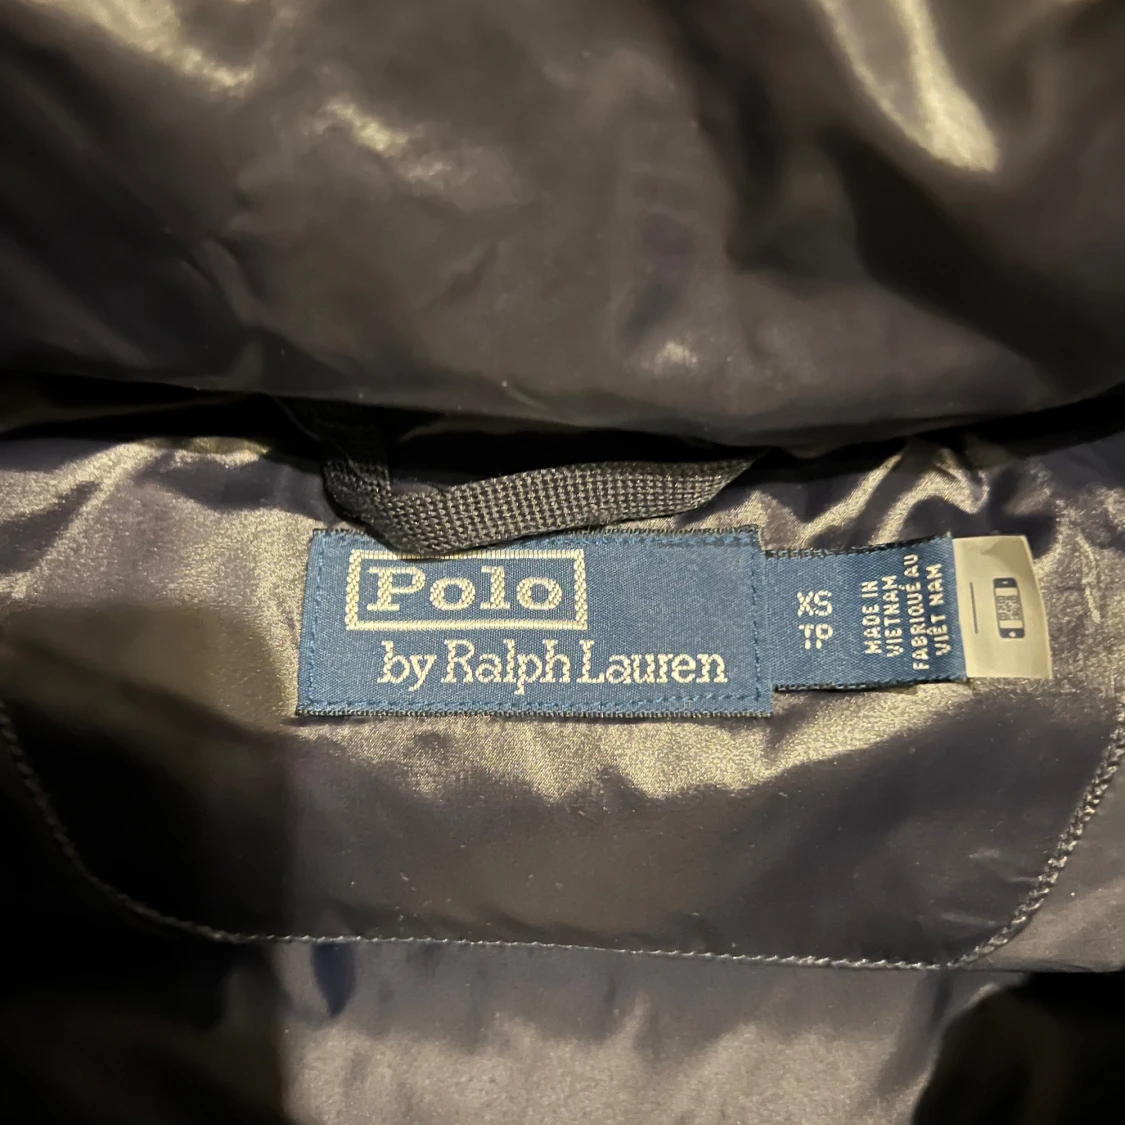 Polo
by Ralph Lauren
XS
TP
MADE IN
VIETNAM
FABRIQUÉ AU
VIÊT NAM